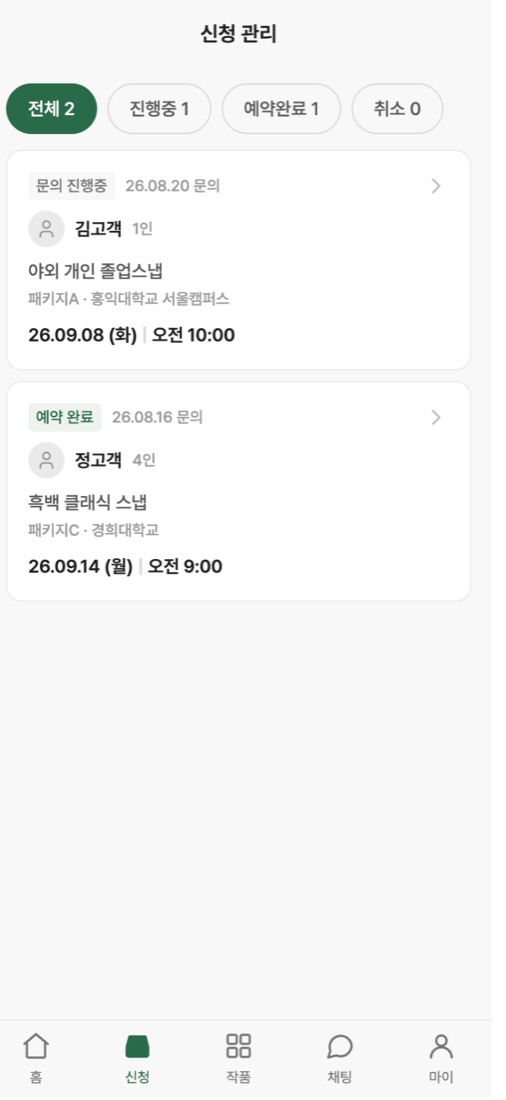 신청 관리
전체 2 진행중 1 예약완료 1 취소 0
문의 진행중 26.08.20 문의
김고객 1인
야외 개인 졸업스냅
패키지A · 홍익대학교 서울캠퍼스
26.09.08 (화) | 오전 10:00
예약 완료 26.08.16 문의
정고객 4인
흑백 클래식 스냅
패키지C · 경희대학교
26.09.14 (월) | 오전 9:00
홈 신청 작품 채팅 마이